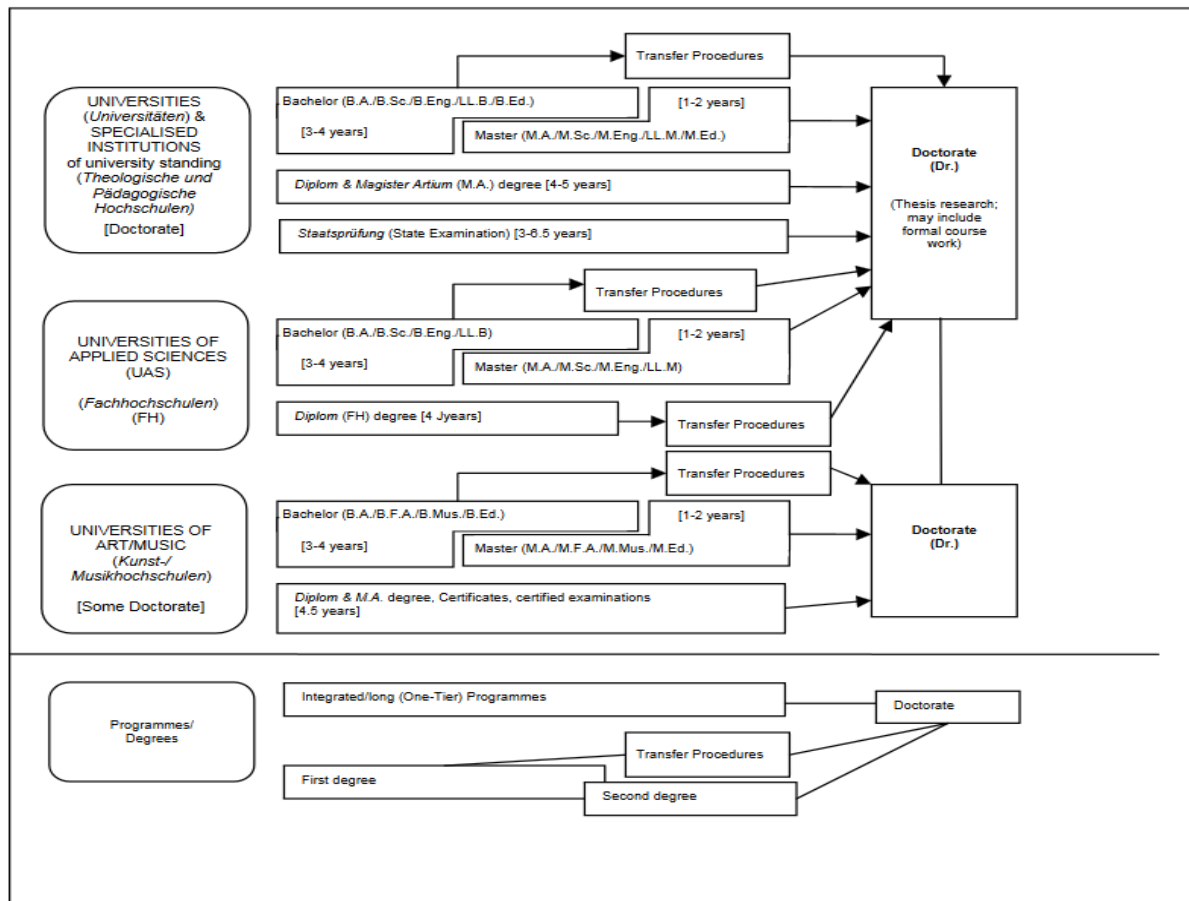 Transfer Procedures
UNIVERSITIES
(Universitäten) &
SPECIALISED
INSTITUTIONS
of university standing
(Theologische und
Pädagogische
Hochschulen)
[Doctorate]
Bachelor (B.A./B.Sc./B.Eng./LL.B./B.Ed.)
[1-2 years]
[3-4 years]
Master (M.A./M.Sc./M.Eng./LL.M./M.Ed.)
Diplom & Magister Artium (M.A.) degree [4-5 years]
Staatsprüfung (State Examination) [3-6.5 years]
Doctorate
(Dr.)
(Thesis research;
may include
formal course
work)
Transfer Procedures
UNIVERSITIES OF
APPLIED SCIENCES
(UAS)
(Fachhochschulen)
(FH)
Bachelor (B.A./B.Sc./B.Eng./LL.B)
[1-2 years]
[3-4 years]
Master (M.A./M.Sc./M.Eng./LL.M)
Diplom (FH) degree [4 Jyears]
Transfer Procedures
Transfer Procedures
UNIVERSITIES OF
ART/MUSIC
(Kunst-/
Musikhochschulen)
[Some Doctorate]
Bachelor (B.A./B.F.A./B.Mus./B.Ed.)
[1-2 years]
[3-4 years]
Master (M.A./M.F.A./M.Mus./M.Ed.)
Diplom & M.A. degree, Certificates, certified examinations
[4.5 years]
Doctorate
(Dr.)
Programmes/
Degrees
Integrated/long (One-Tier) Programmes
Doctorate
Transfer Procedures
First degree
Second degree